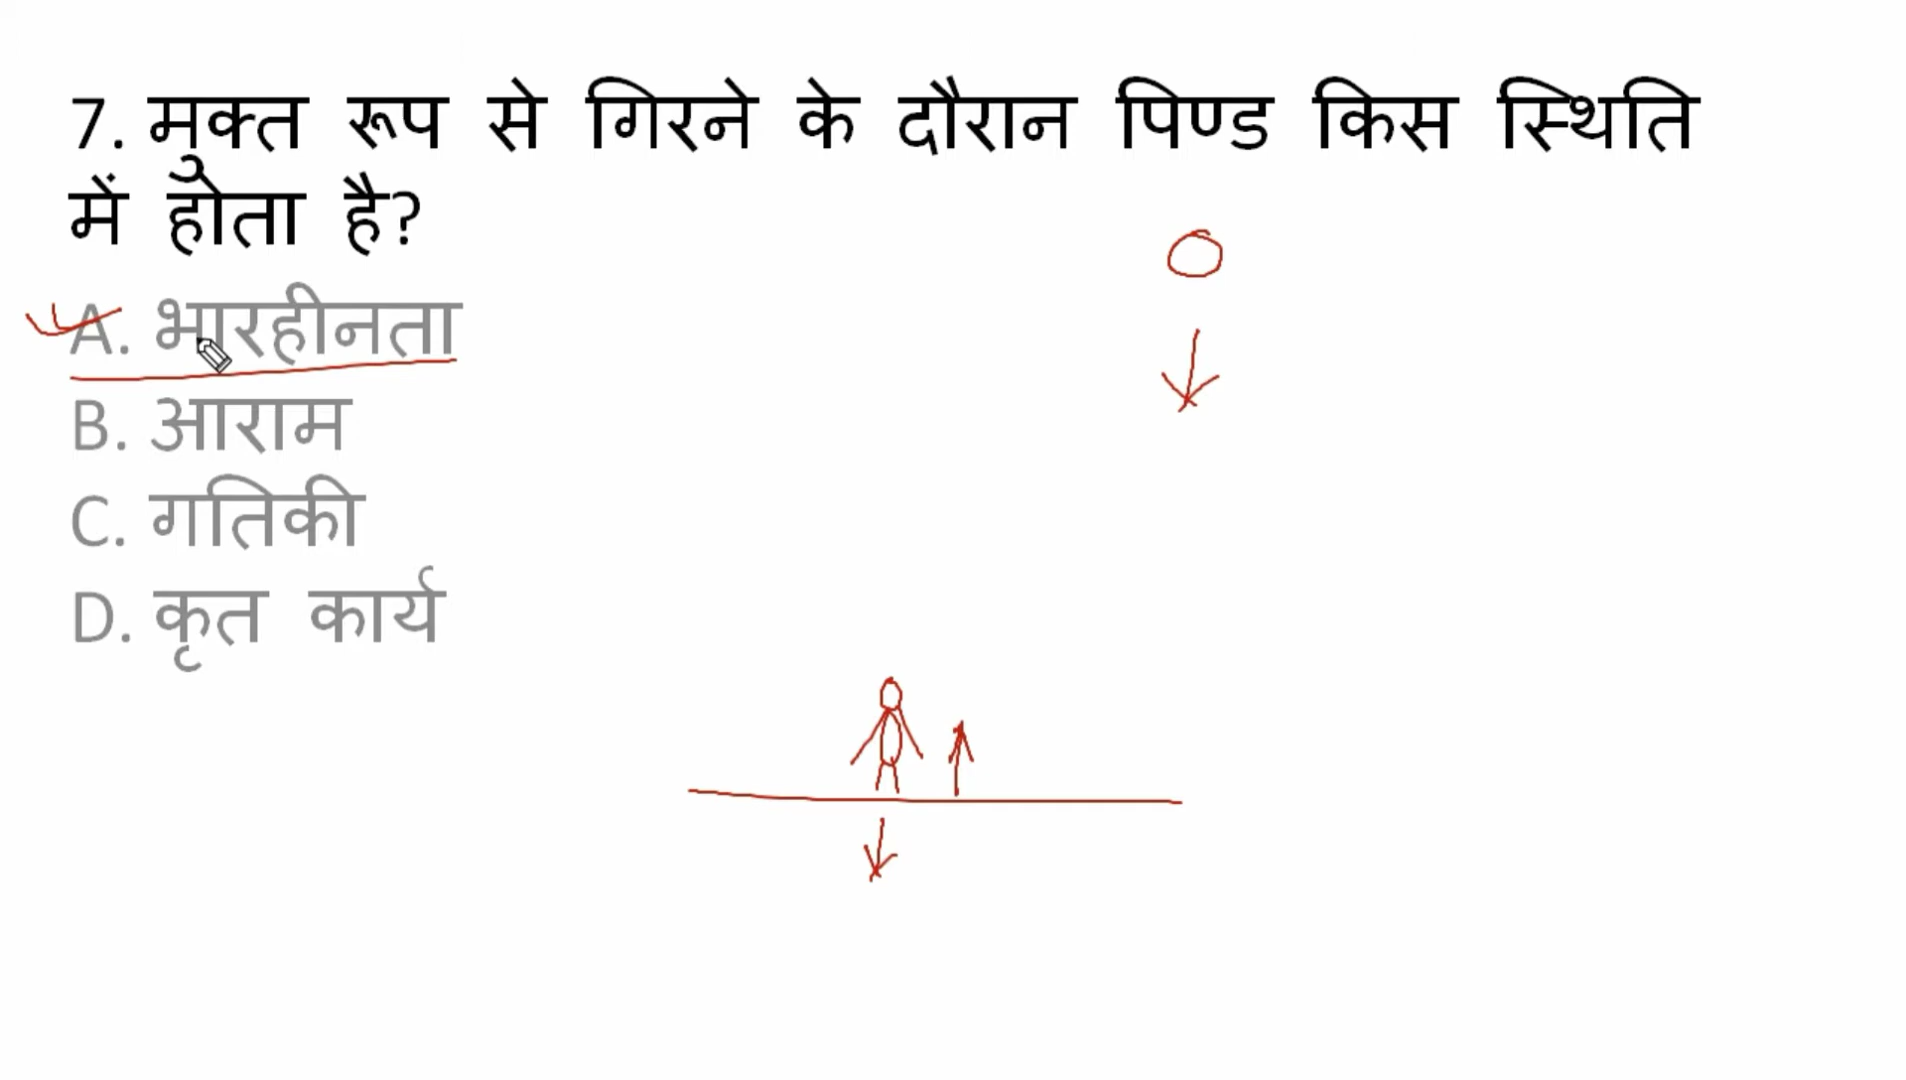 7. मुक्त रूप से गिरने के दौरान पिण्ड किस स्थिति
में होता है?
A. भारहीनता
B. आराम
C. गतिकी
D. कृत कार्य